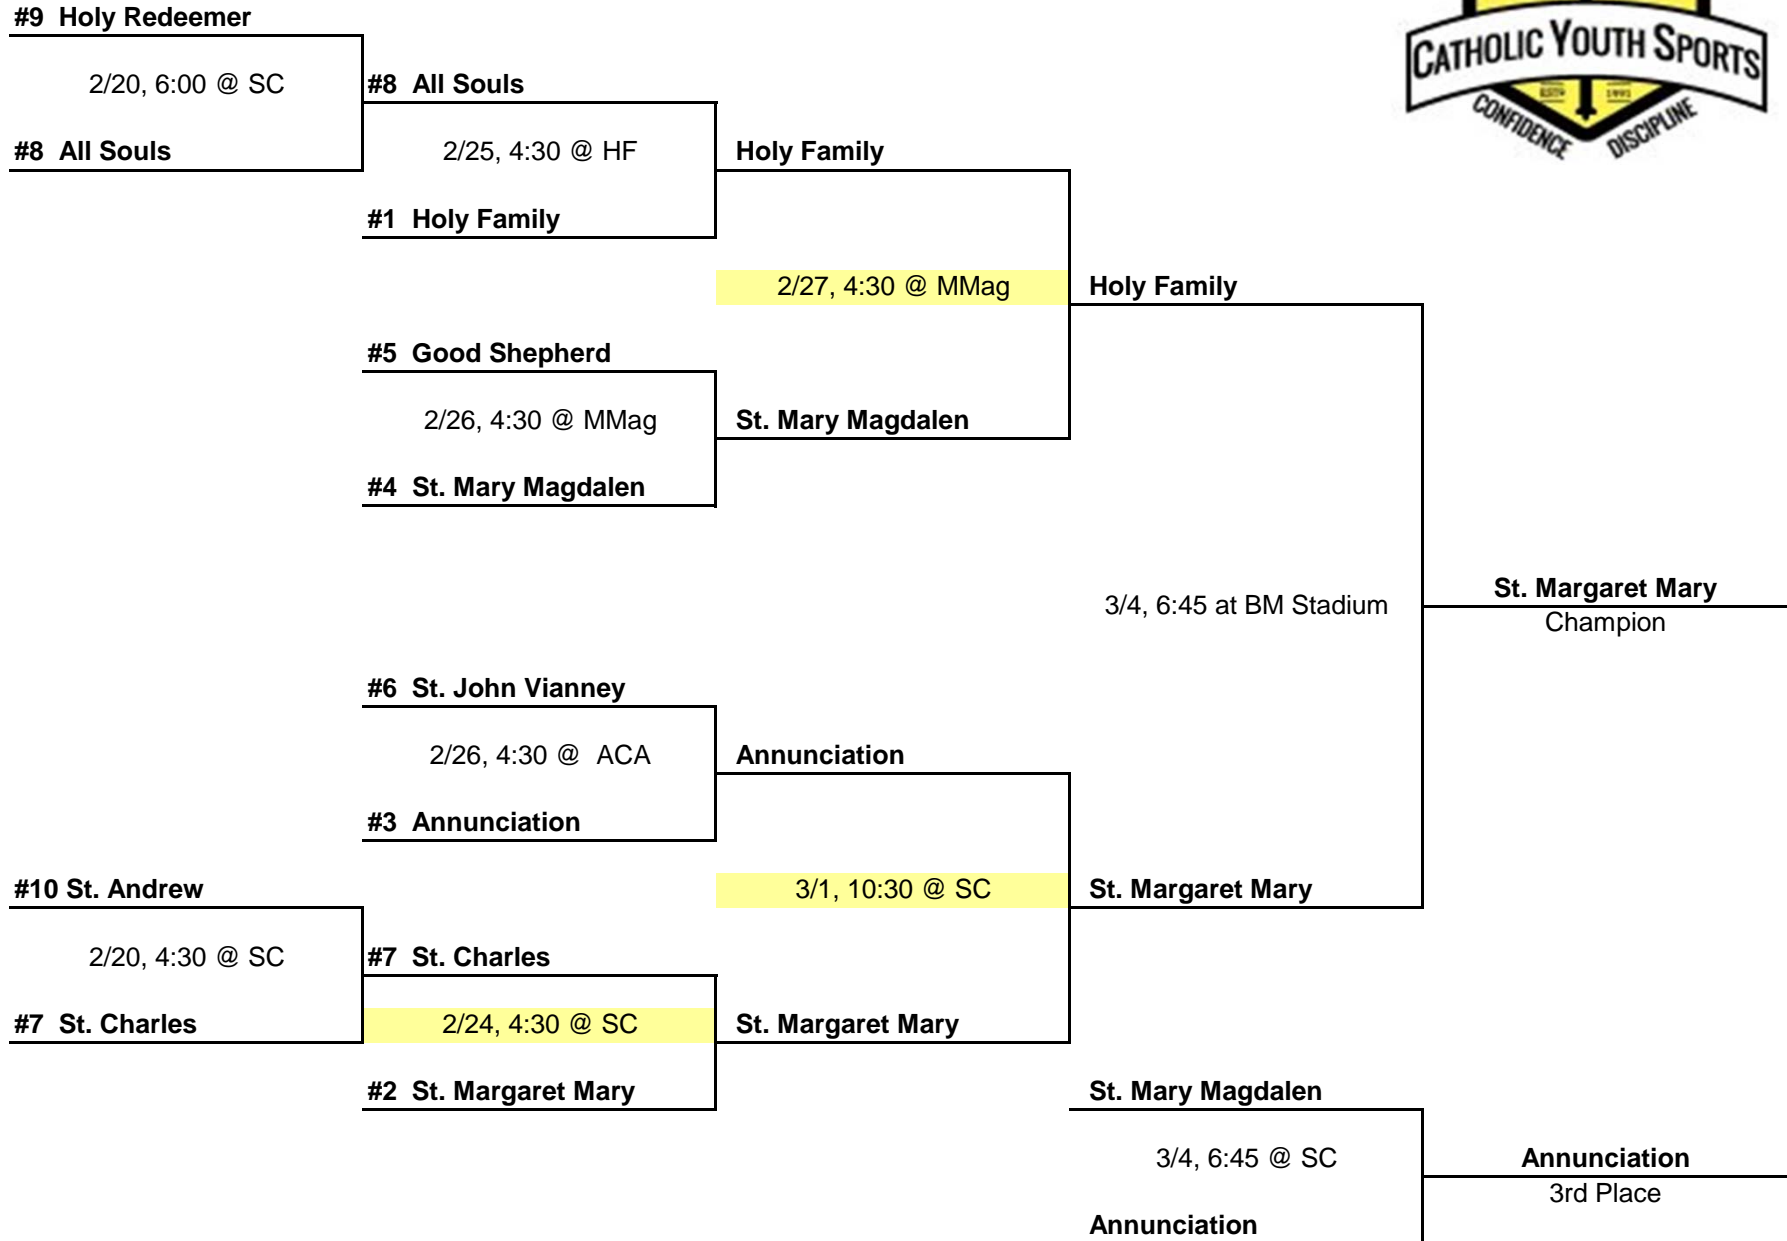 #9 Holy Redeemer
CATHOLIC YOUTH SPORTS
CONFIDENCE DISCIPLINE
2/20, 6:00 @ SC
#8 All Souls
#8 All Souls
2/25, 4:30 @ HF
Holy Family
#1 Holy Family
2/27, 4:30 @ MMag
Holy Family
#5 Good Shepherd
2/26, 4:30 @ MMag
St. Mary Magdalen
#4 St. Mary Magdalen
3/4, 6:45 at BM Stadium
St. Margaret Mary
Champion
#6 St. John Vianney
2/26, 4:30 @ ACA
Annunciation
#3 Annunciation
#10 St. Andrew
3/1, 10:30 @ SC
St. Margaret Mary
2/20, 4:30 @ SC
#7 St. Charles
#7 St. Charles
2/24, 4:30 @ SC
St. Margaret Mary
#2 St. Margaret Mary
St. Mary Magdalen
3/4, 6:45 @ SC
Annunciation
3rd Place
Annunciation